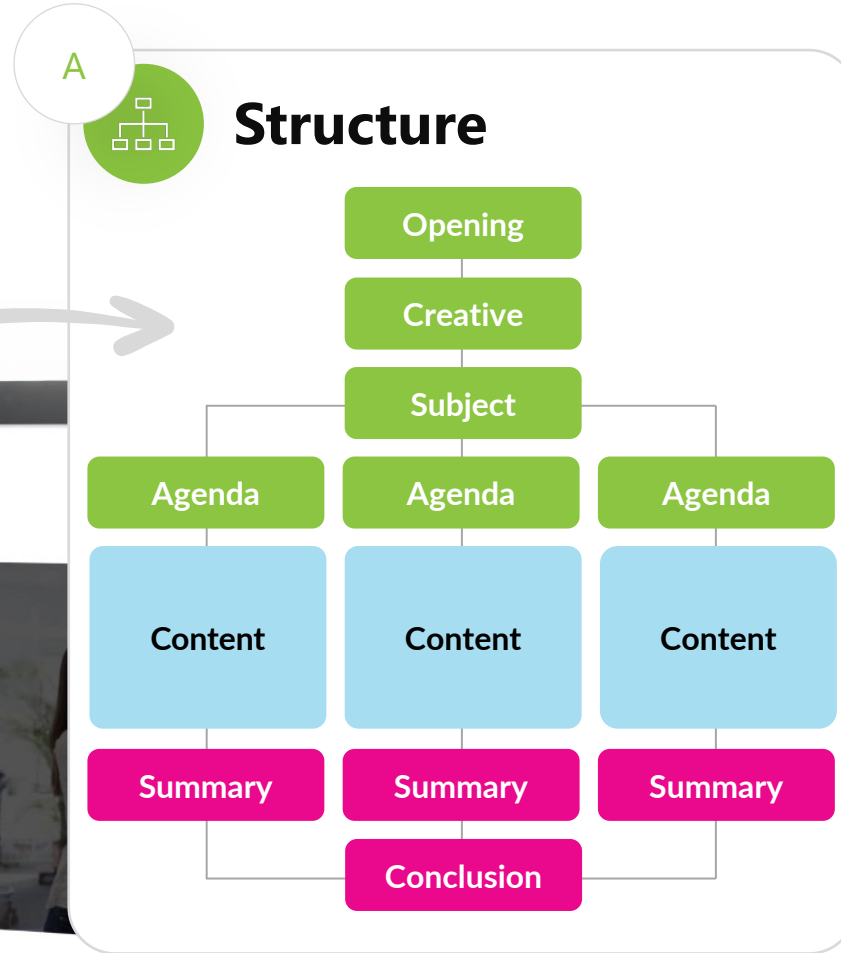 A
Structure
Opening
Creative
Subject
Agenda Agenda Agenda
Content Content Content
Summary Summary Summary
Conclusion